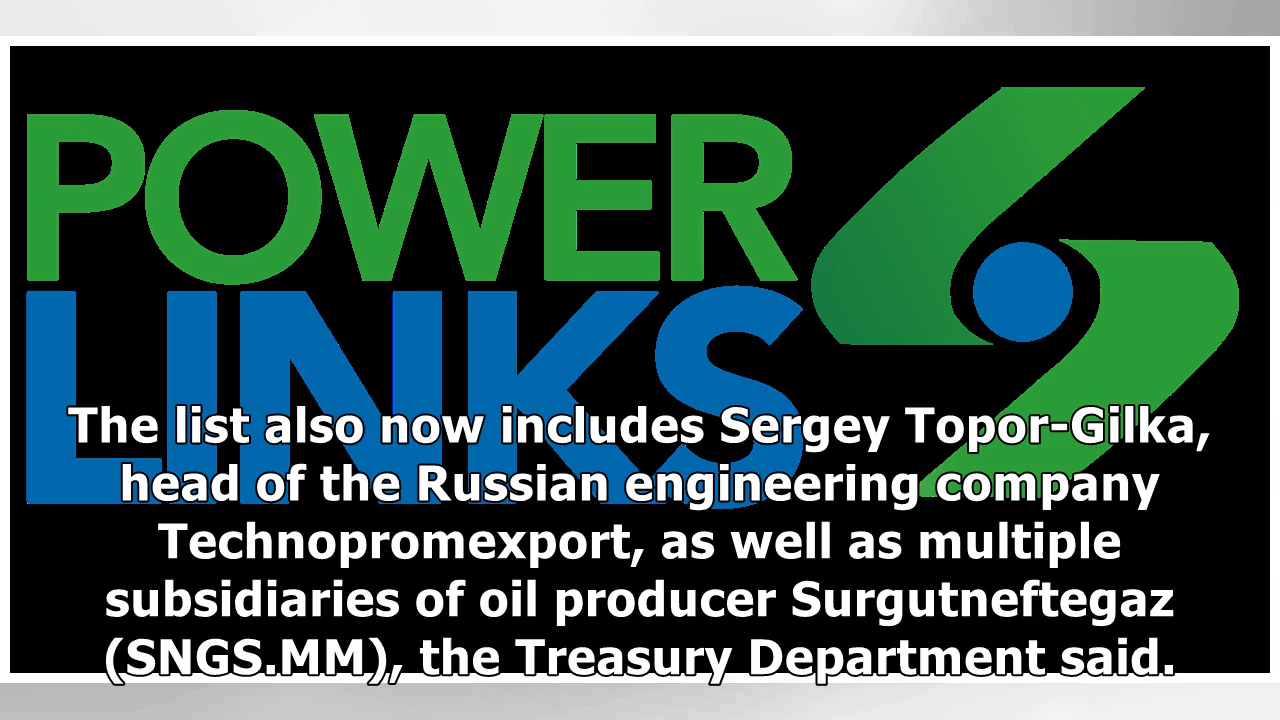 POWER
LINKS
The list also now includes Sergey Topor-Gilka,
head of the Russian engineering company
Technopromexport, as well as multiple
subsidiaries of oil producer Surgutneftegaz
(SNGS.MM), the Treasury Department said.